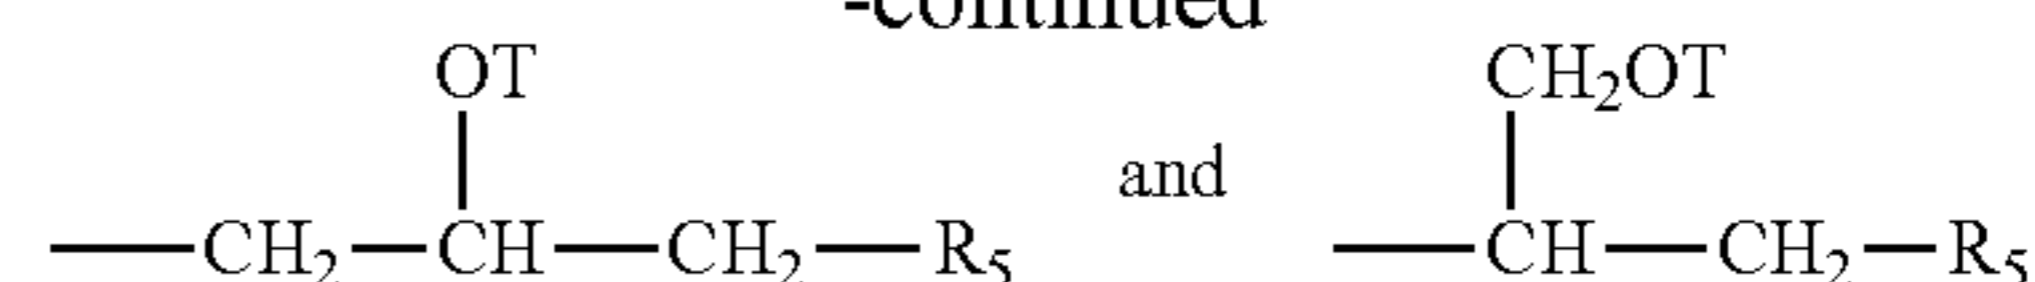 -continued
OT CH₂OT
and
—CH₂—CH—CH₂—R₅ —CH—CH₂—R₅